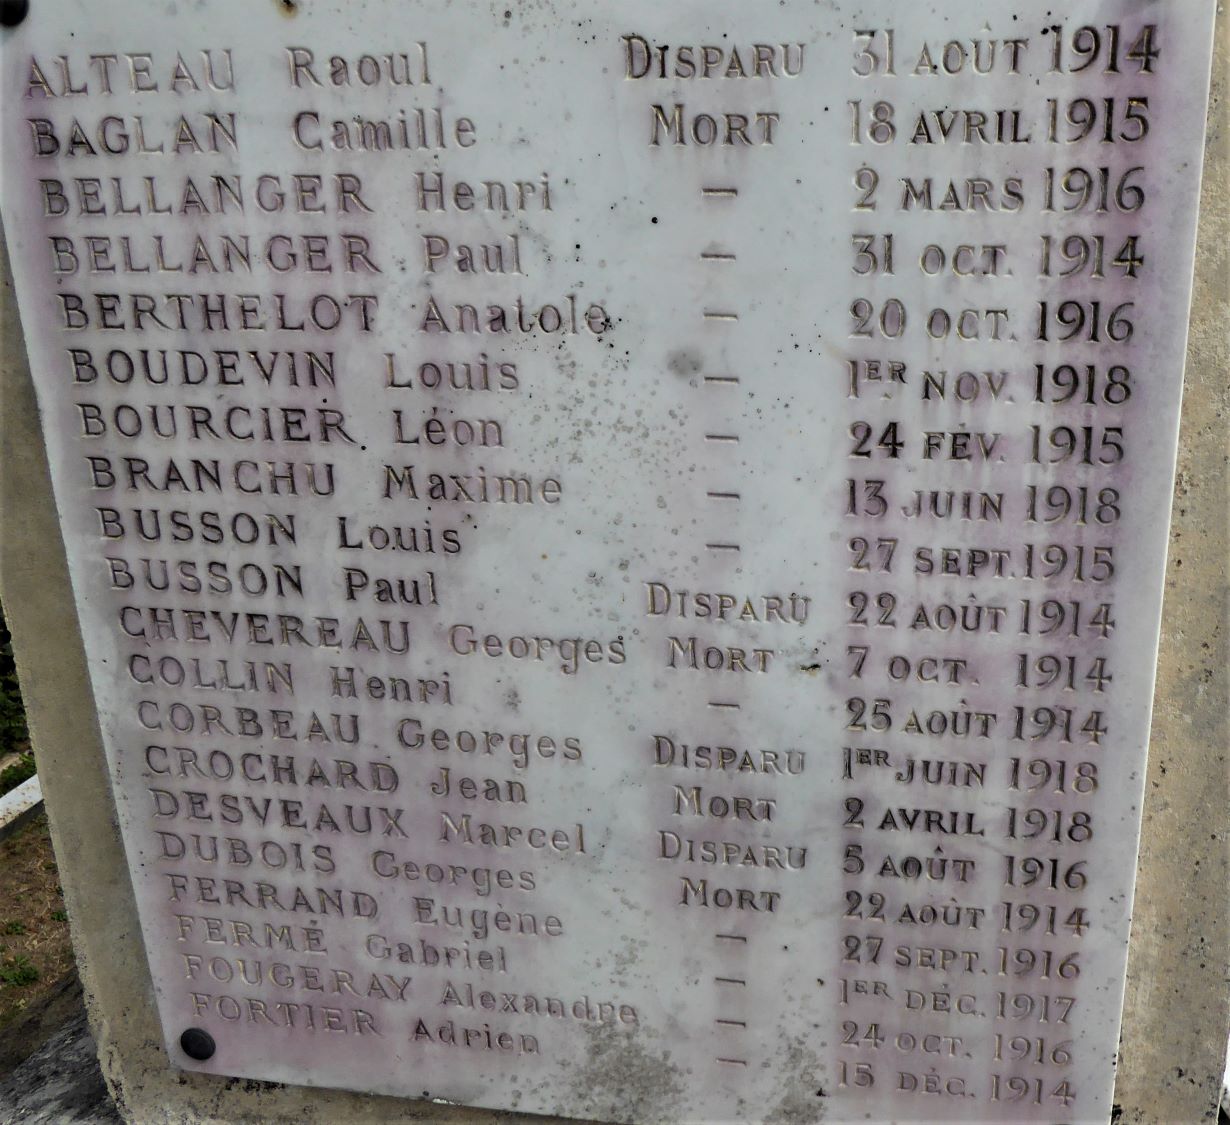 ALTEAU Raoul DISPARU 31 AOÛT 1914
BAGLAN Camille MORT 18 AVRIL 1915
BELLANGER Henri — 2 MARS 1916
BELLANGER Paul — 31 OCT. 1914
BERTHELOT Anatole — 20 OCT. 1916
BOUDEVIN Louis — 1ER NOV. 1918
BOURCIER Léon — 24 FÉV. 1915
BRANCHU Maxime — 13 JUIN 1918
BUSSON Louis — 27 SEPT. 1915
BUSSON Paul DISPARU 22 AOÛT 1914
CHEVEREAU Georges MORT 7 OCT. 1914
COLLIN Henri — 25 AOÛT 1914
CORBEAU Georges DISPARU 1ER JUIN 1918
CROCHARD Jean MORT 2 AVRIL 1918
DESVEAUX Marcel DISPARU 5 AOÛT 1916
DUBOIS Georges MORT 22 AOÛT 1914
FERRAND Eugène — 27 SEPT. 1916
FERMÉ Gabriel — 1ER DÉC. 1917
FOUGERAY Alexandre — 24 OCT. 1916
FORTIER Adrien — 15 DÉC. 1914